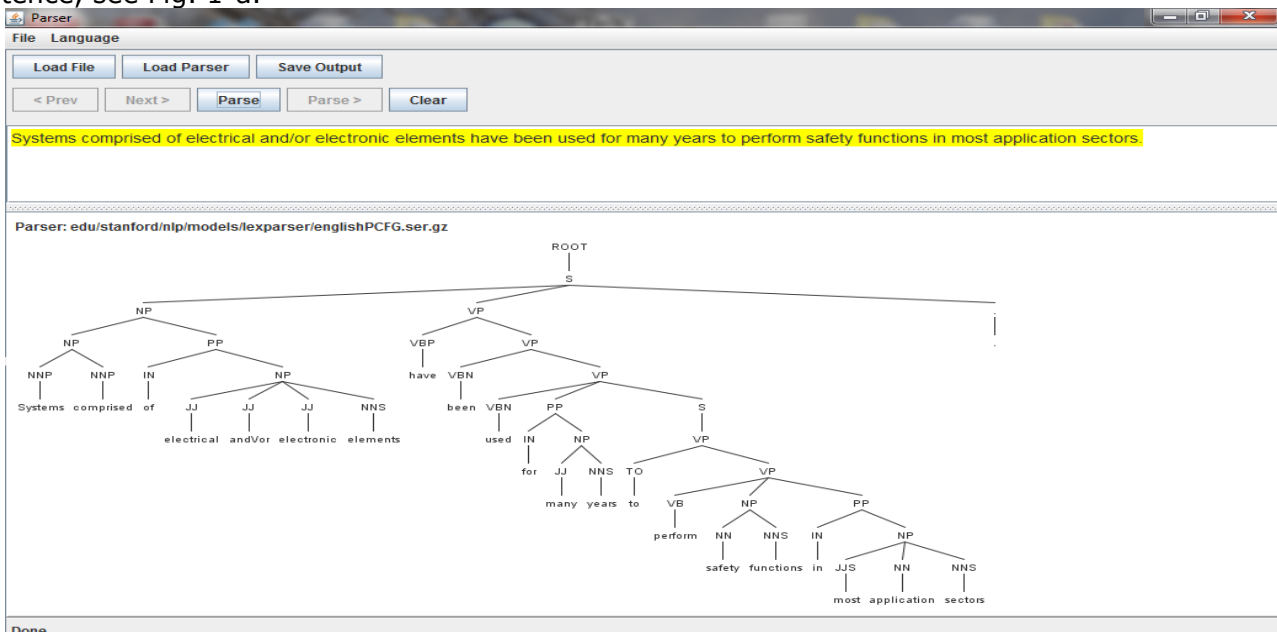 tence, see Fig. 1-a.
Parser
File Language
Load File Load Parser Save Output
< Prev Next > Parse Parse > Clear
Systems comprised of electrical and/or electronic elements have been used for many years to perform safety functions in most application sectors.
Parser: edu/stanford/nlp/models/lexparser/englishPCFG.ser.gz
ROOT
S
NP VP .
NP PP VBP VP .
NNP NNP IN NP have VBN VP
Systems comprised of JJ JJ JJ NNS been VBN PP S
electrical and\/or electronic elements used IN NP VP
for JJ NNS TO VP
many years to VB NP PP
perform NN NNS IN NP
safety functions in JJS NN NNS
most application sectors
Done